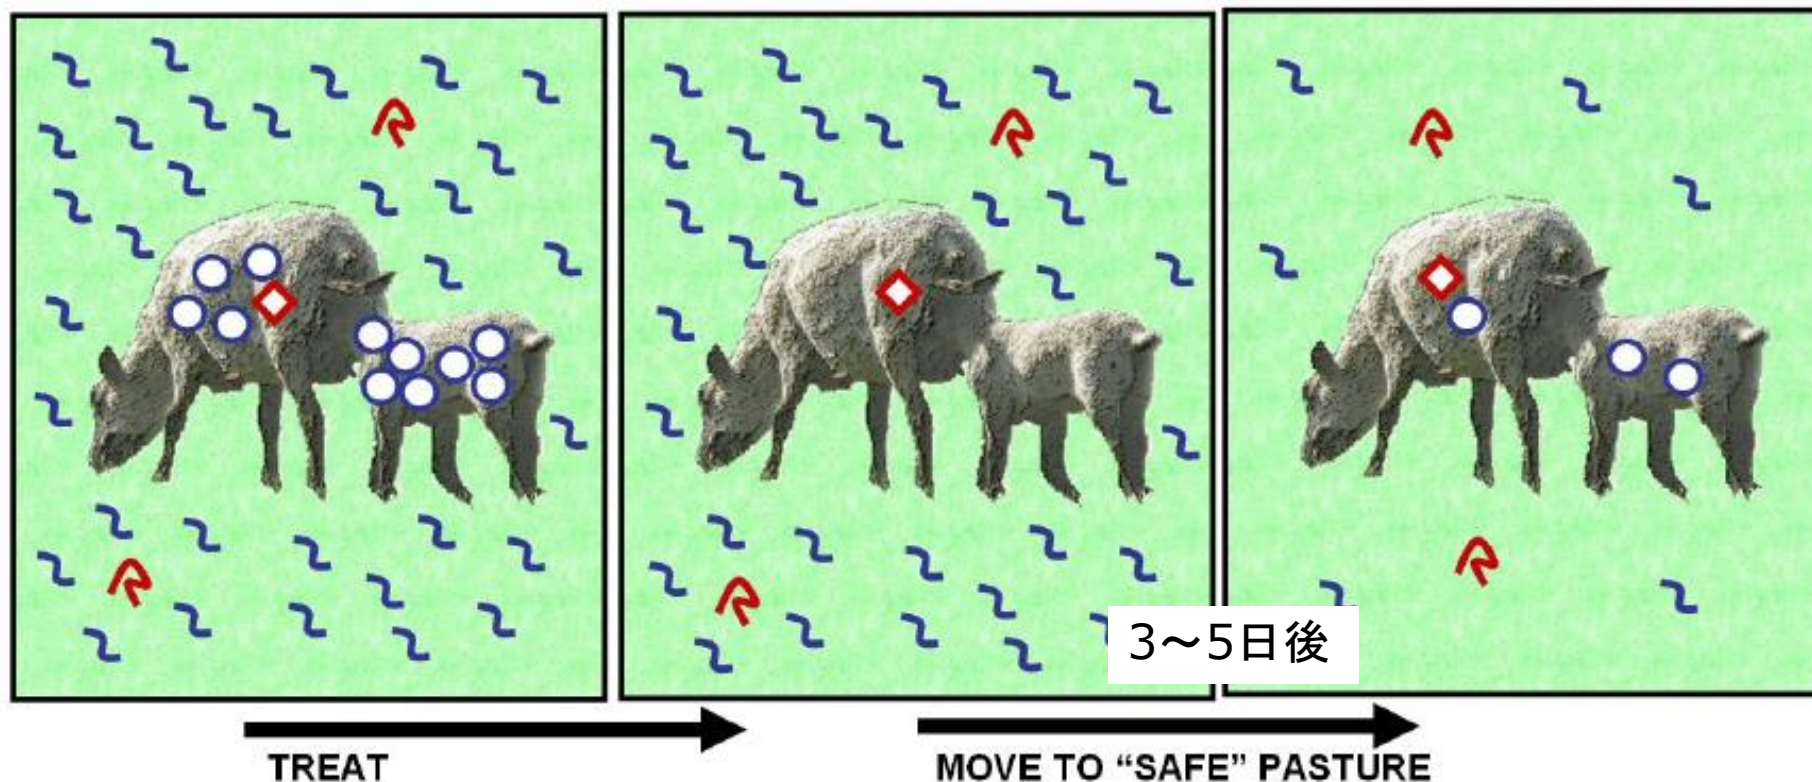 3～5日後
TREAT
MOVE TO “SAFE” PASTURE